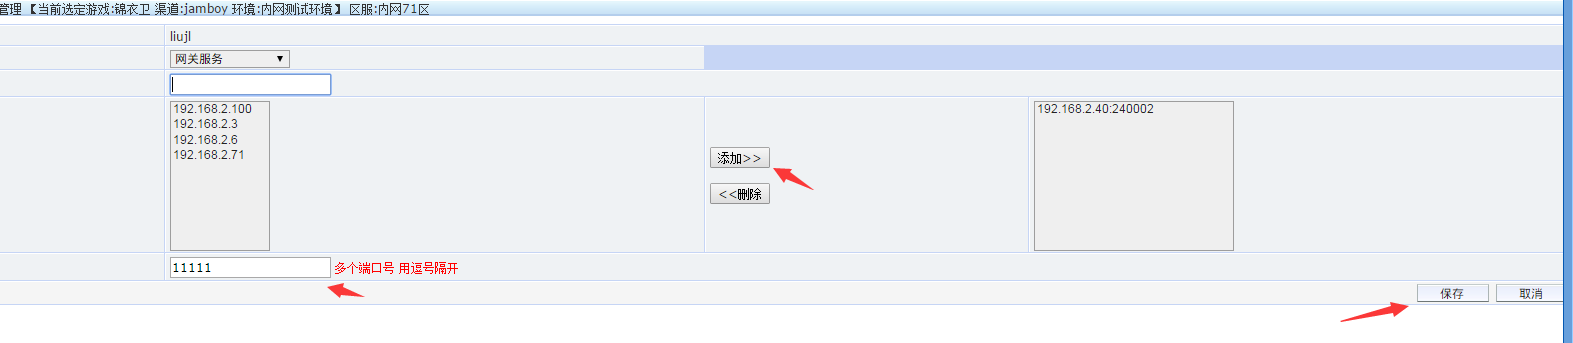 管理 【当前选定游戏:锦衣卫 渠道:jamboy 环境:内网测试环境】 区服:内网71区
liujl
网关服务
192.168.2.100
192.168.2.3
192.168.2.6
192.168.2.71
添加>>
<<删除
192.168.2.40:240002
11111 多个端口号 用逗号隔开
保存 取消